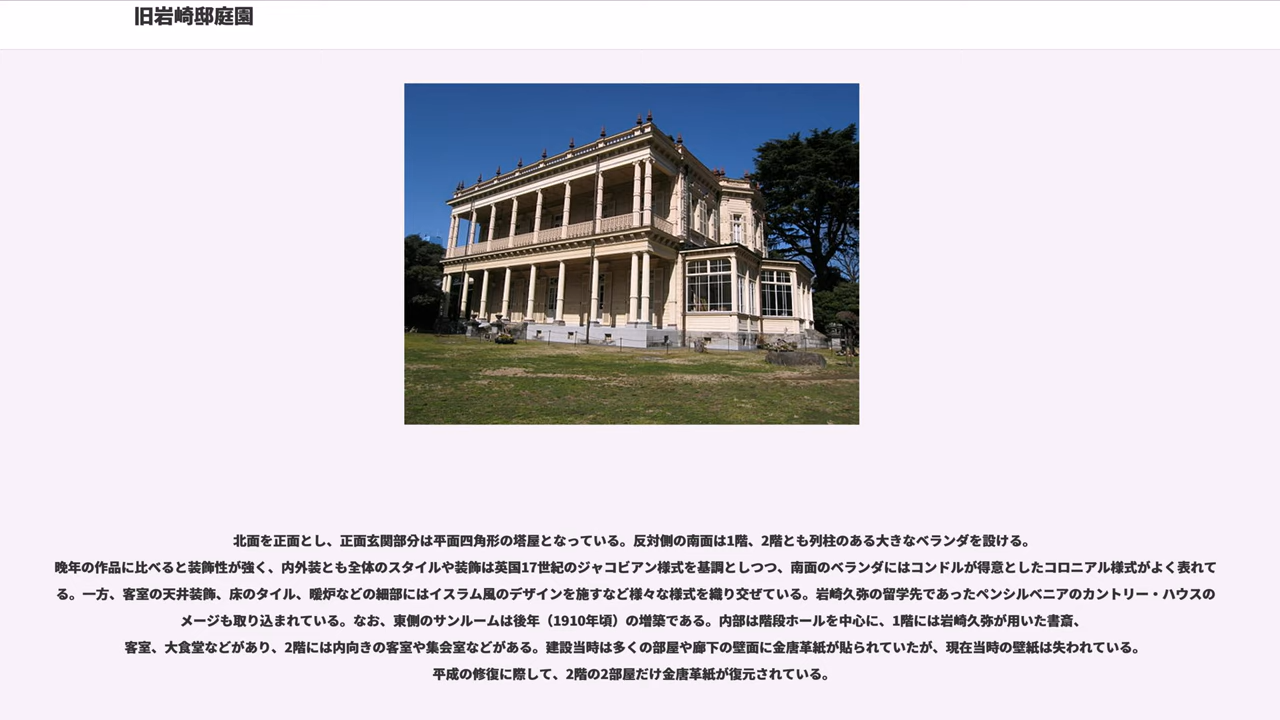 旧岩崎邸庭園
北面を正面とし、正面玄関部分は平面四角形の塔屋となっている。反対側の南面は1階、2階とも列柱のある大きなベランダを設ける。
晩年の作品に比べると装飾性が強く、内外装とも全体のスタイルや装飾は英国17世紀のジャコビアン様式を基調としつつ、南面のベランダにはコンドルが得意としたコロニアル様式がよく表れて
る。一方、客室の天井装飾、床のタイル、暖炉などの細部にはイスラム風のデザインを施すなど様々な様式を織り交ぜている。岩崎久弥の留学先であったペンシルベニアのカントリー・ハウスの
メージも取り込まれている。なお、東側のサンルームは後年（1910年頃）の増築である。内部は階段ホールを中心に、1階には岩崎久弥が用いた書斎、
客室、大食堂などがあり、2階には内向きの客室や集会室などがある。建設当時は多くの部屋や廊下の壁面に金唐革紙が貼られていたが、現在当時の壁紙は失われている。
平成の修復に際して、2階の2部屋だけ金唐革紙が復元されている。